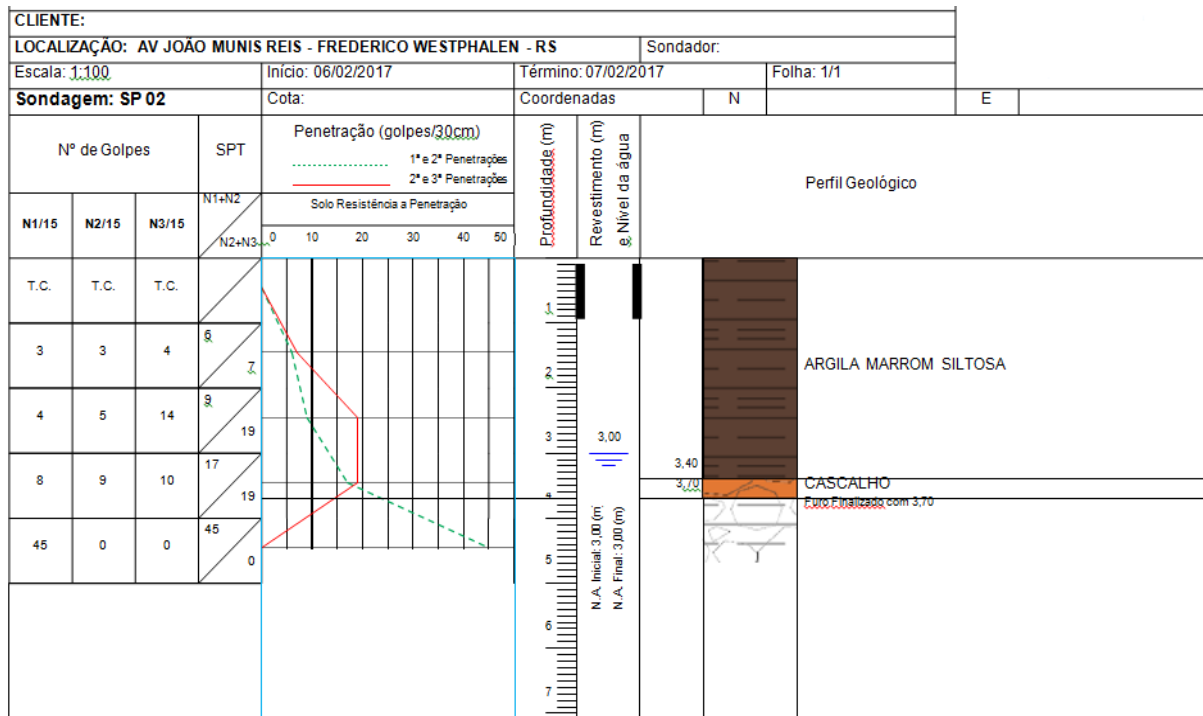 CLIENTE:
LOCALIZAÇÃO: AV JOÃO MUNIS REIS - FREDERICO WESTPHALEN - RS
Sondador:
Escala: 1:100
Início: 06/02/2017
Término: 07/02/2017
Folha: 1/1
Sondagem: SP 02
Cota:
Coordenadas
N
E
Nº de Golpes
SPT
Penetração (golpes/30cm)
1ª e 2ª Penetrações
2ª e 3ª Penetrações
Profundidade (m)
Revestimento (m)
e Nível da água
Perfil Geológico
N1/15
N2/15
N3/15
N1+N2
N2+N3
Solo Resistência a Penetração
0 10 20 30 40 50
T.C. T.C. T.C.
3 3 4 6 7
4 5 14 9 19
8 9 10 17 19
45 0 0 45 0
1
2
3
4
5
6
7
3,00
N.A. Inicial: 3,00 (m)
N.A. Final: 3,00 (m)
ARGILA MARROM SILTOSA
3,40
CASCALHO
3,70
Furo Finalizado com 3,70